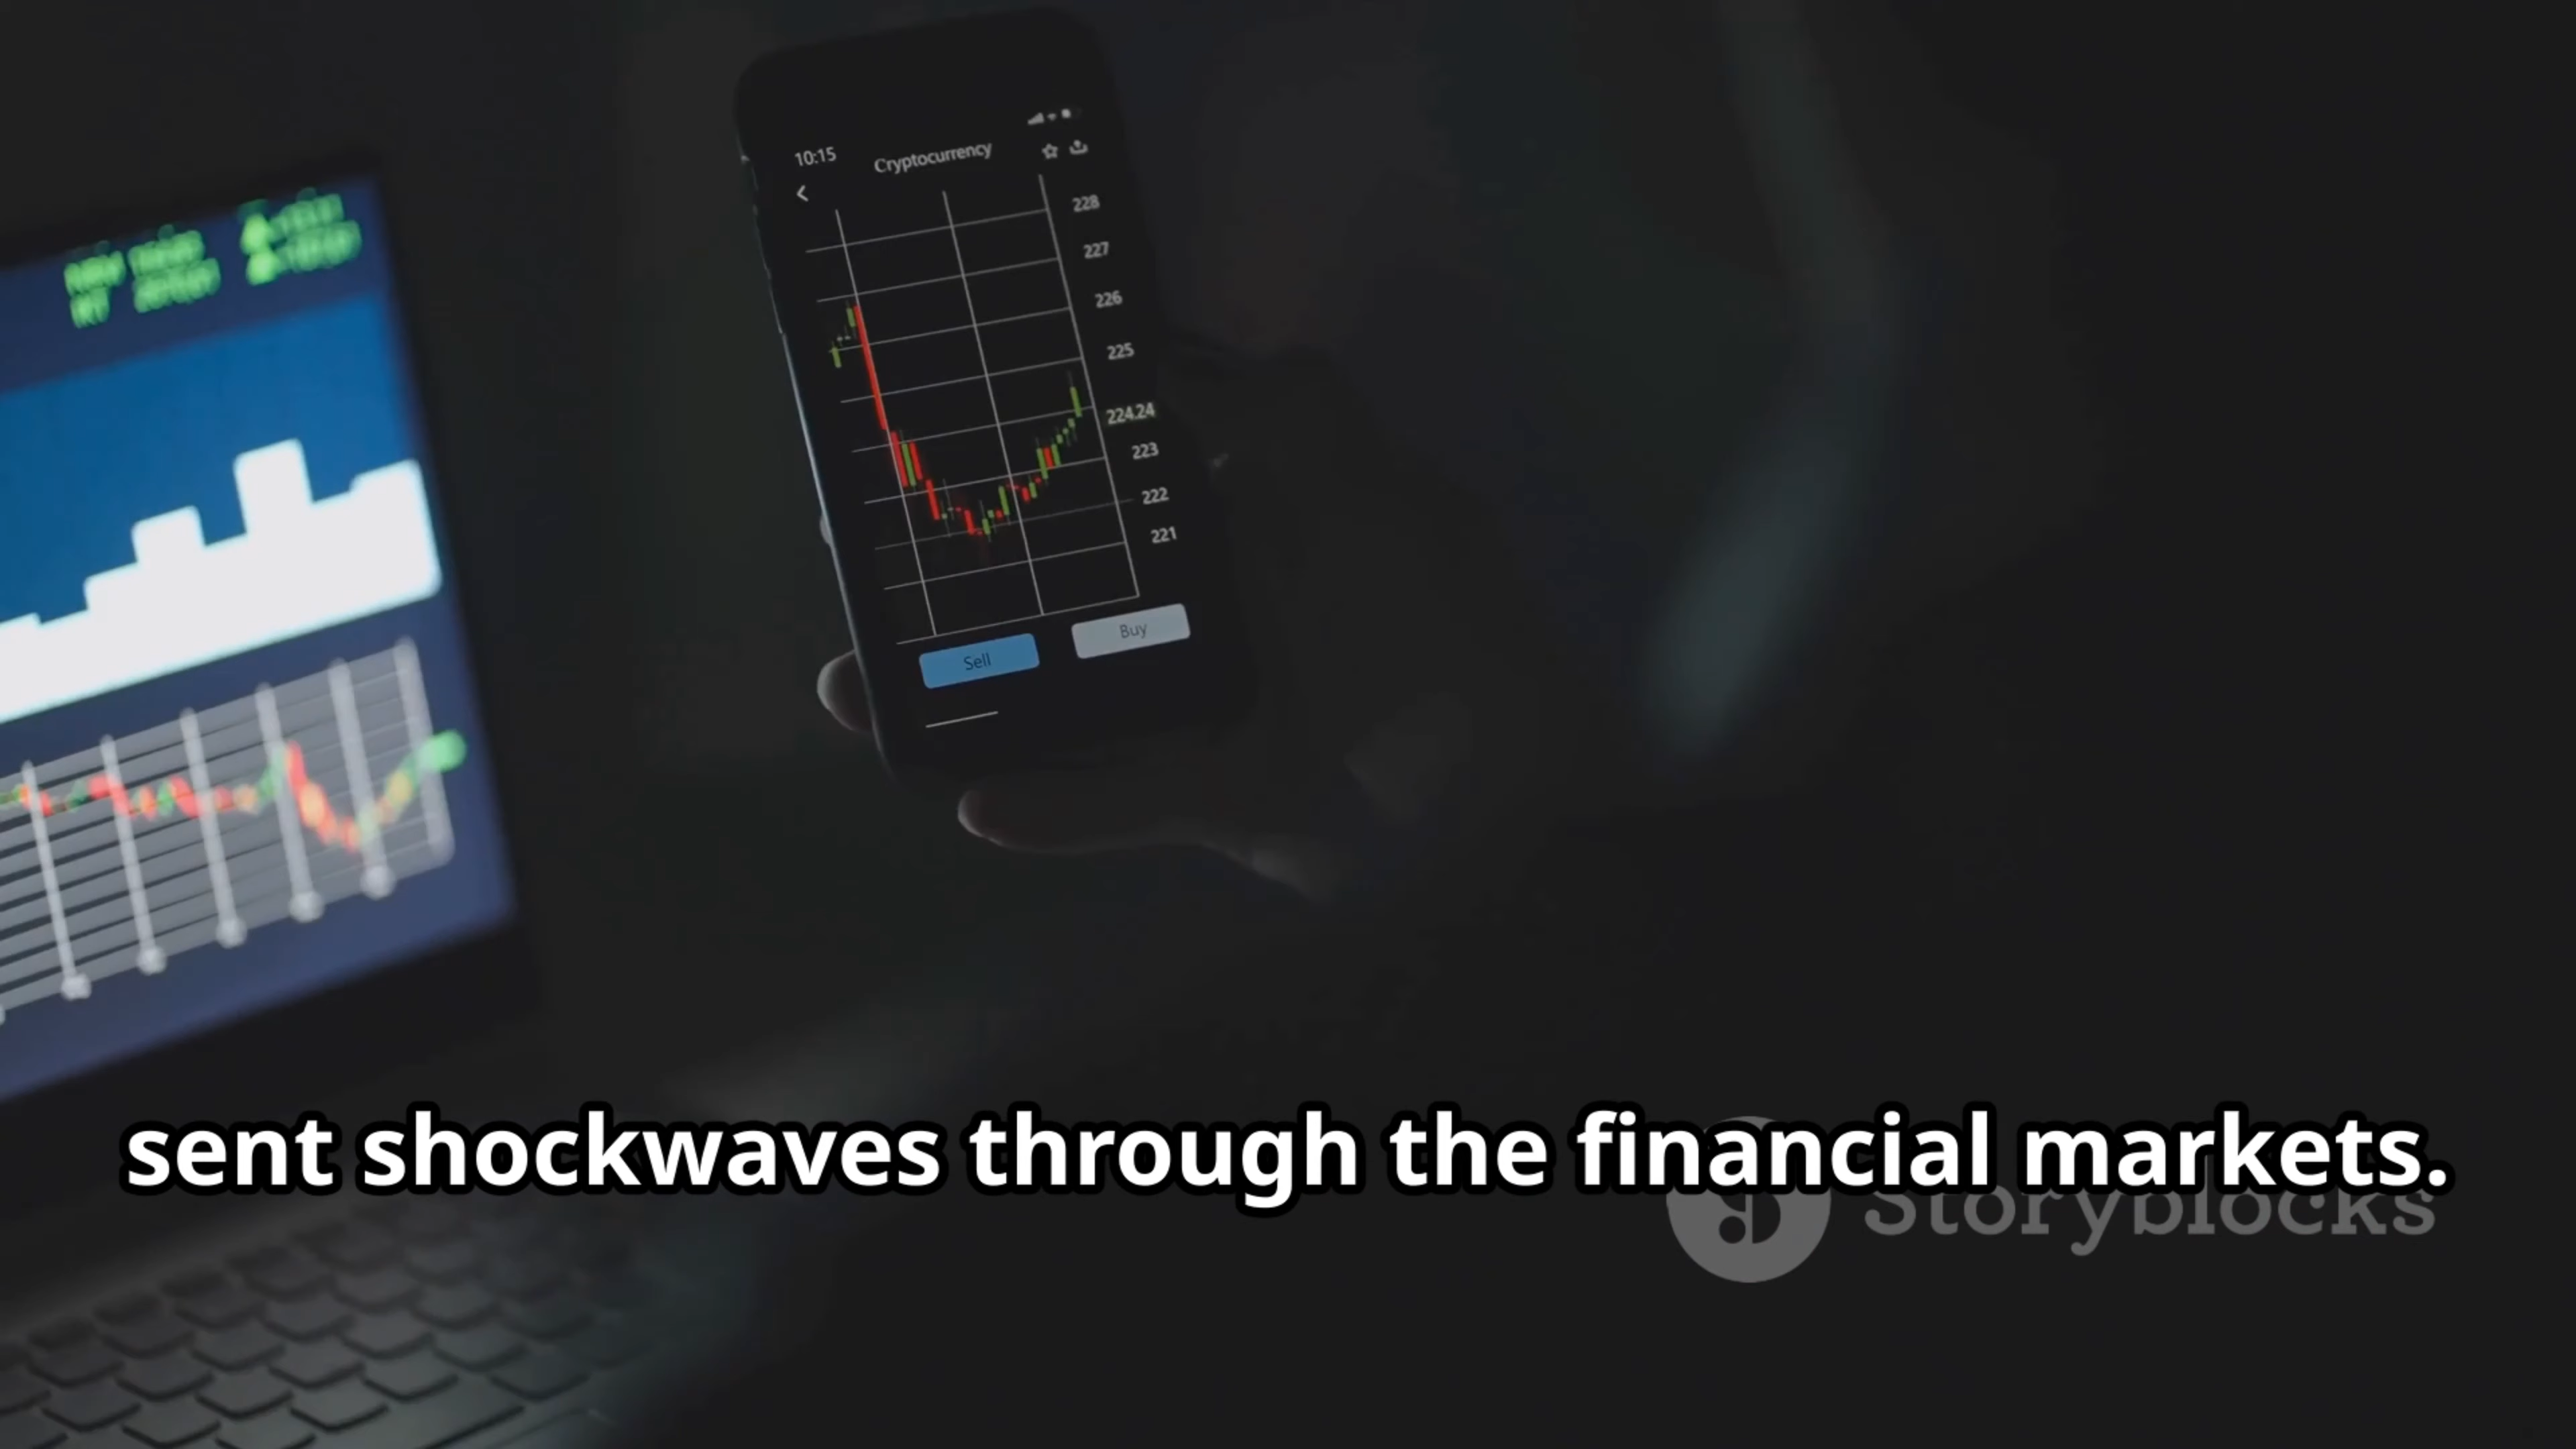 10:15
Cryptocurrency
228
227
226
225
224.24
223
222
221
Sell
Buy
sent shockwaves through the financial markets.
Storyblocks